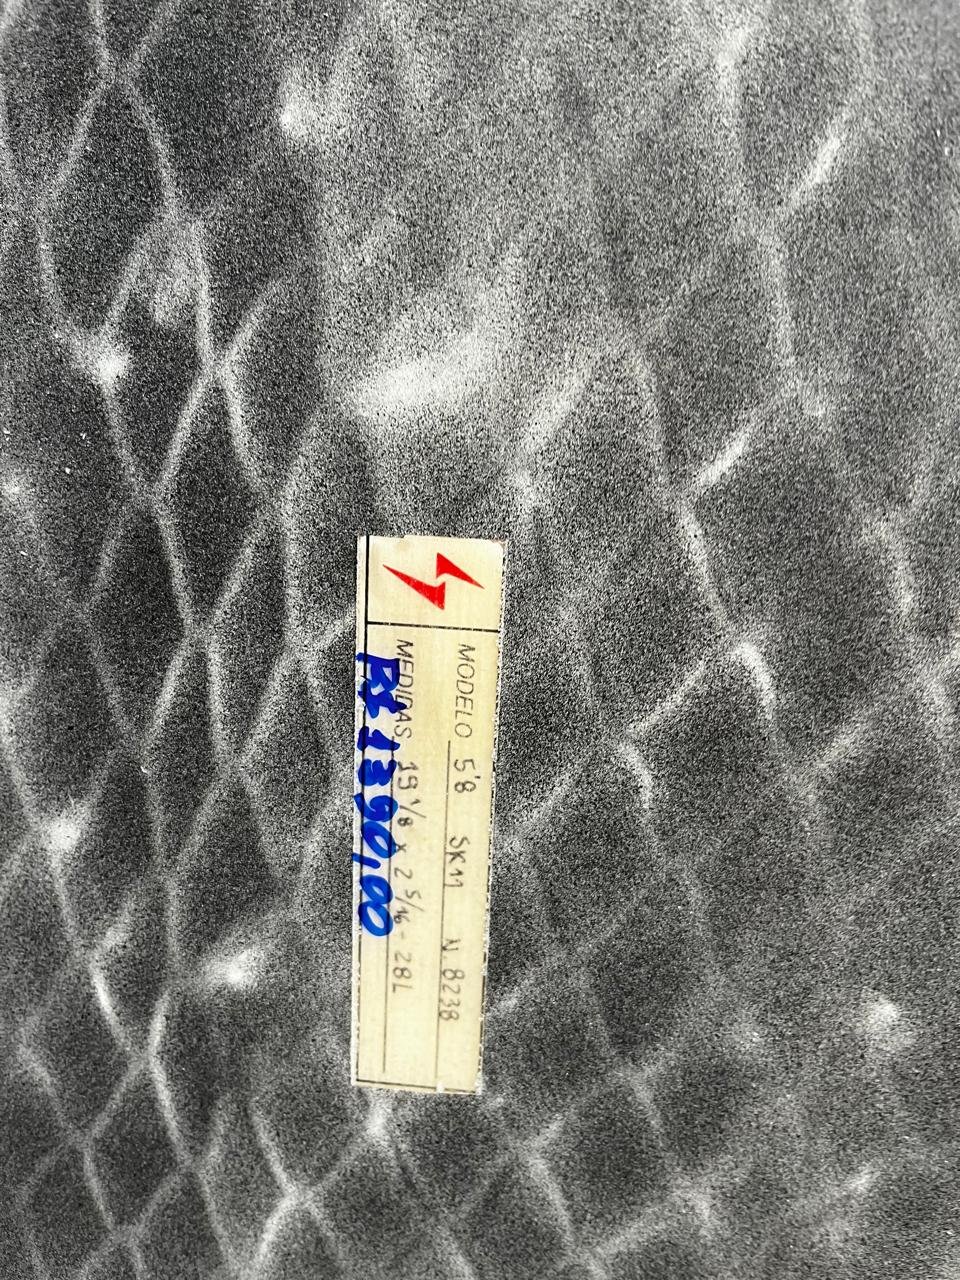 MODELO 5'8 SK11 N. 8238
MEDIDAS 19 1/8 x 2 5/16 - 28L
R$ 1390,00